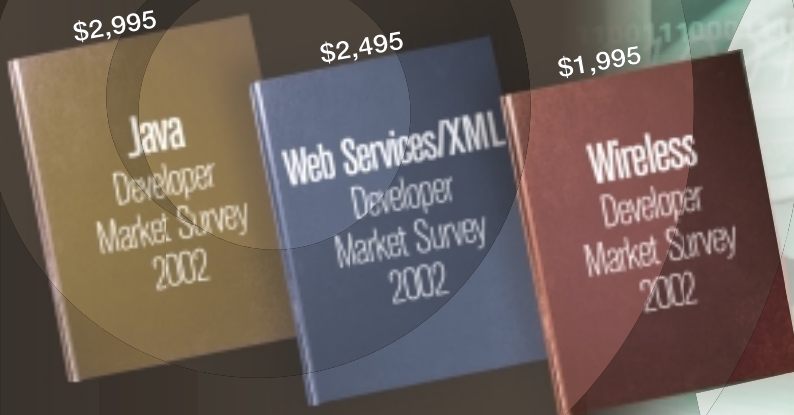 $2,995
Java
Developer
Market Survey
2002
$2,495
Web Services/XML
Developer
Market Survey
2002
$1,995
Wireless
Developer
Market Survey
2002